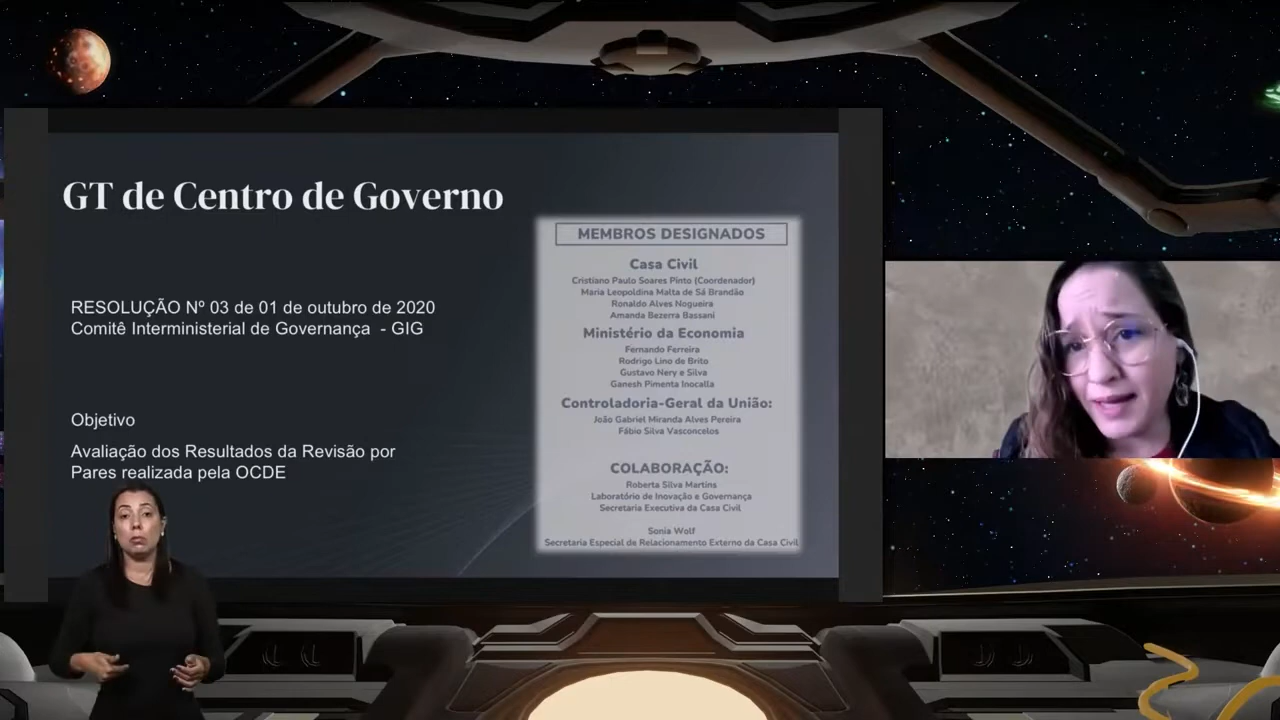 GT de Centro de Governo
RESOLUÇÃO Nº 03 de 01 de outubro de 2020
Comitê Interministerial de Governança - GIG
Objetivo
Avaliação dos Resultados da Revisão por
Pares realizada pela OCDE
MEMBROS DESIGNADOS
Casa Civil
Cristiano Paulo Soares Pinto (Coordenador)
Maria Leopoldina Malta de Sá Brandão
Ronaldo Alves Nogueira
Amanda Bezerra Bassani
Ministério da Economia
Fernando Ferreira
Rodrigo Lino de Brito
Gustavo Nery e Silva
Ganesh Pimenta Inocalla
Controladoria-Geral da União:
João Gabriel Miranda Alves Pereira
Fábio Silva Vasconcelos
COLABORAÇÃO:
Roberta Silva Martins
Laboratório de Inovação e Governança
Secretaria Executiva da Casa Civil
Sonia Wolf
Secretaria Especial de Relacionamento Externo da Casa Civil